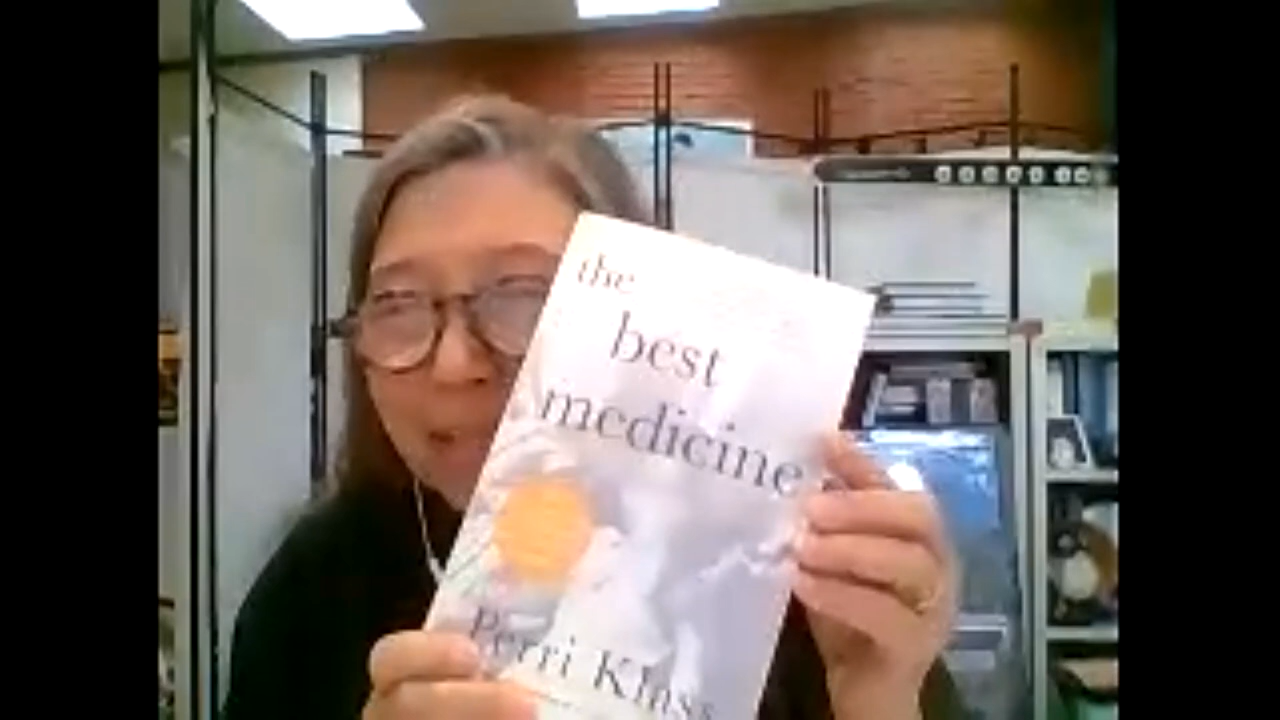 the
best
medicine
Perri Klass